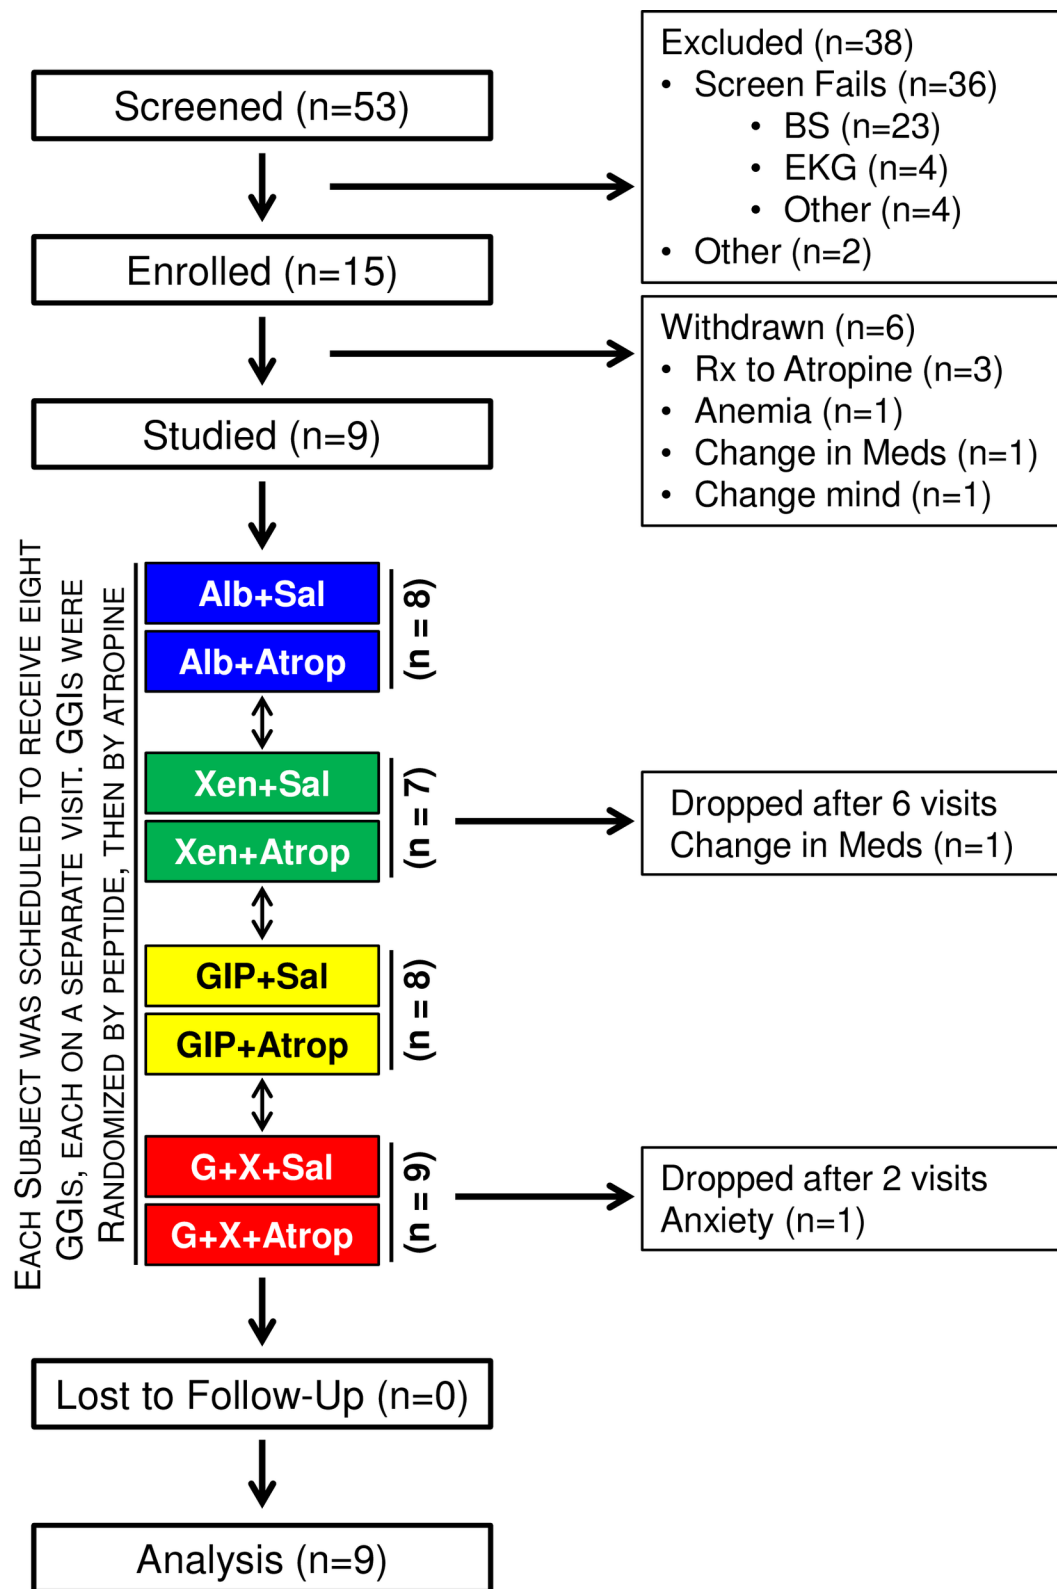 Screened (n=53)
Excluded (n=38)
• Screen Fails (n=36)
• BS (n=23)
• EKG (n=4)
• Other (n=4)
• Other (n=2)
Enrolled (n=15)
Withdrawn (n=6)
• Rx to Atropine (n=3)
• Anemia (n=1)
• Change in Meds (n=1)
• Change mind (n=1)
Studied (n=9)
EACH SUBJECT WAS SCHEDULED TO RECEIVE EIGHT
GGIS, EACH ON A SEPARATE VISIT. GGIS WERE
RANDOMIZED BY PEPTIDE, THEN BY ATROPINE
Alb+Sal
Alb+Atrop
(n = 8)
Xen+Sal
Xen+Atrop
(n = 7)
Dropped after 6 visits
Change in Meds (n=1)
GIP+Sal
GIP+Atrop
(n = 8)
G+X+Sal
G+X+Atrop
(n = 9)
Dropped after 2 visits
Anxiety (n=1)
Lost to Follow-Up (n=0)
Analysis (n=9)